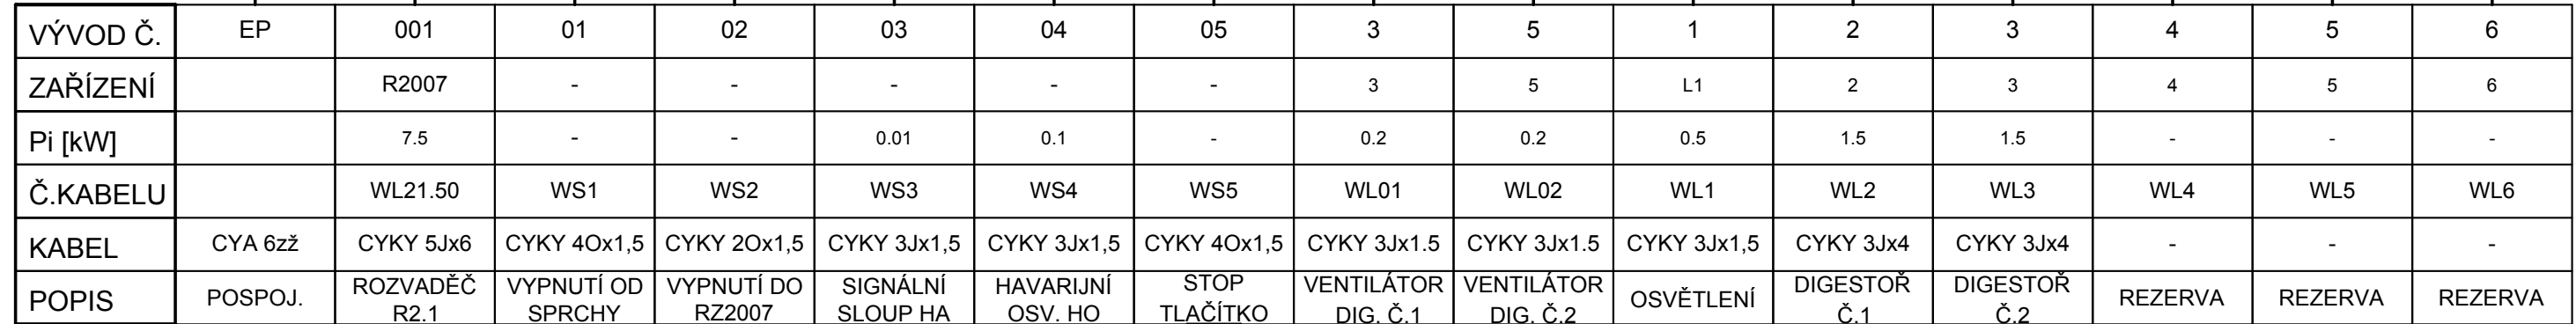 VÝVOD Č. EP 001 01 02 03 04 05 3 5 1 2 3 4 5 6
ZAŘÍZENÍ R2007 - - - - - 3 5 L1 2 3 4 5 6
Pi [kW] 7.5 - - 0.01 0.1 - 0.2 0.2 0.5 1.5 1.5 - - -
Č.KABELU WL21.50 WS1 WS2 WS3 WS4 WS5 WL01 WL02 WL1 WL2 WL3 WL4 WL5 WL6
KABEL CYA 6zž CYKY 5Jx6 CYKY 4Ox1,5 CYKY 2Ox1,5 CYKY 3Jx1,5 CYKY 3Jx1,5 CYKY 4Ox1,5 CYKY 3Jx1.5 CYKY 3Jx1.5 CYKY 3Jx1,5 CYKY 3Jx4 CYKY 3Jx4 - - -
POPIS POSPOJ. ROZVADĚČ VYPNUTÍ OD VYPNUTÍ DO SIGNÁLNÍ HAVARIJNÍ STOP VENTILÁTOR VENTILÁTOR OSVĚTLENÍ DIGESTOŘ DIGESTOŘ REZERVA REZERVA REZERVA
R2.1 SPRCHY RZ2007 SLOUP HA OSV. HO TLAČÍTKO DIG. Č.1 DIG. Č.2 Č.1 Č.2